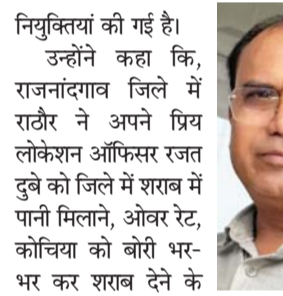 नियुक्तियां की गई है।
उन्होंने कहा कि,
राजनांदगाव जिले में
राठौर ने अपने प्रिय
लोकेशन ऑफिसर रजत
दुबे को जिले में शराब में
पानी मिलाने, ओवर रेट,
कोचिया को बोरी भर-
भर कर शराब देने के